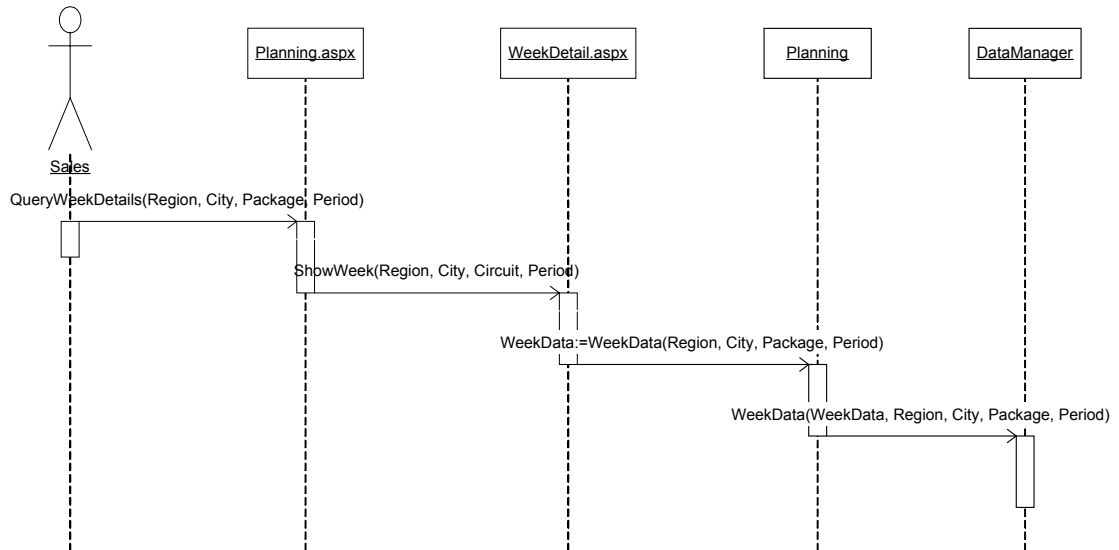 Planning.aspx
WeekDetail.aspx
Planning
DataManager
Sales
QueryWeekDetails(Region, City, Package, Period)
ShowWeek(Region, City, Circuit, Period)
WeekData:=WeekData(Region, City, Package, Period)
WeekData(WeekData, Region, City, Package, Period)